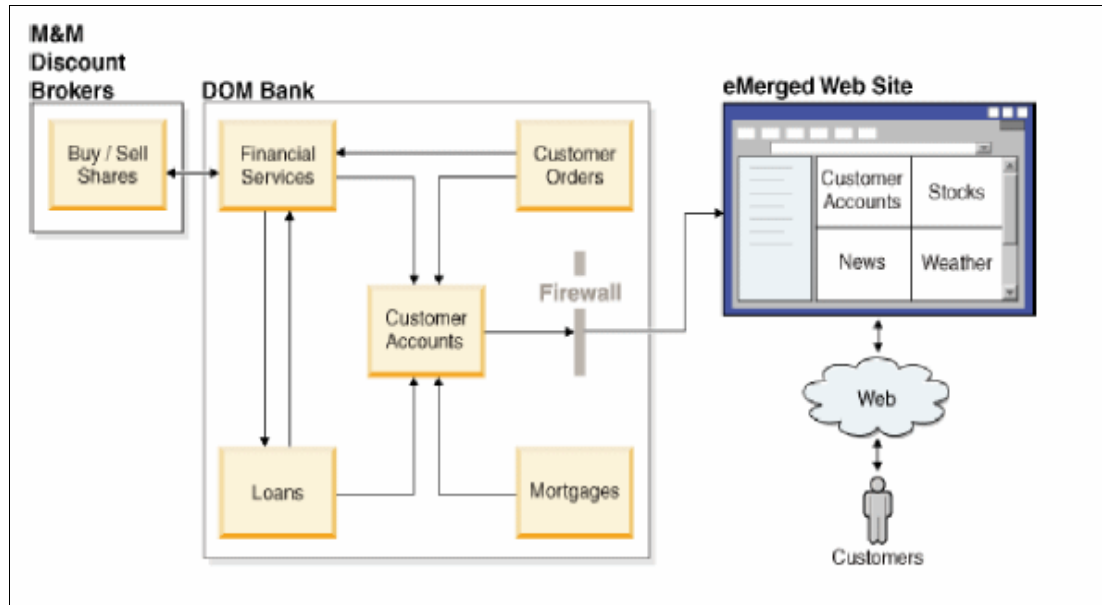 M&M
Discount
Brokers
DOM Bank
eMerged Web Site
Buy / Sell
Shares
Financial
Services
Customer
Orders
Customer
Accounts
Stocks
News
Weather
Firewall
Customer
Accounts
Web
Loans
Mortgages
Customers